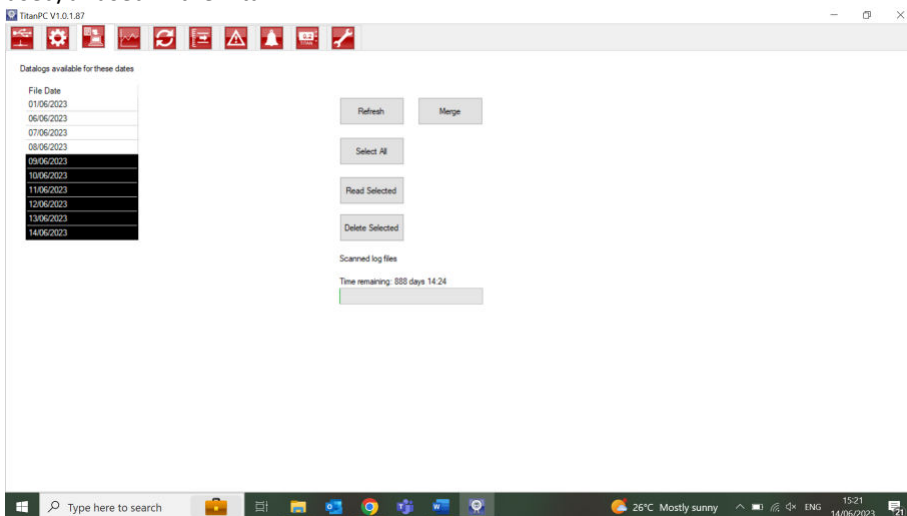 TitanPC V1.0.1.87
Datalogs available for these dates
File Date
01/06/2023
06/06/2023
07/06/2023
08/06/2023
09/06/2023
10/06/2023
11/06/2023
12/06/2023
13/06/2023
14/06/2023
Refresh Merge
Select All
Read Selected
Delete Selected
Scanned log files
Time remaining: 888 days 14:24
Type here to search
26°C Mostly sunny
ENG
15:21
14/06/2023
21